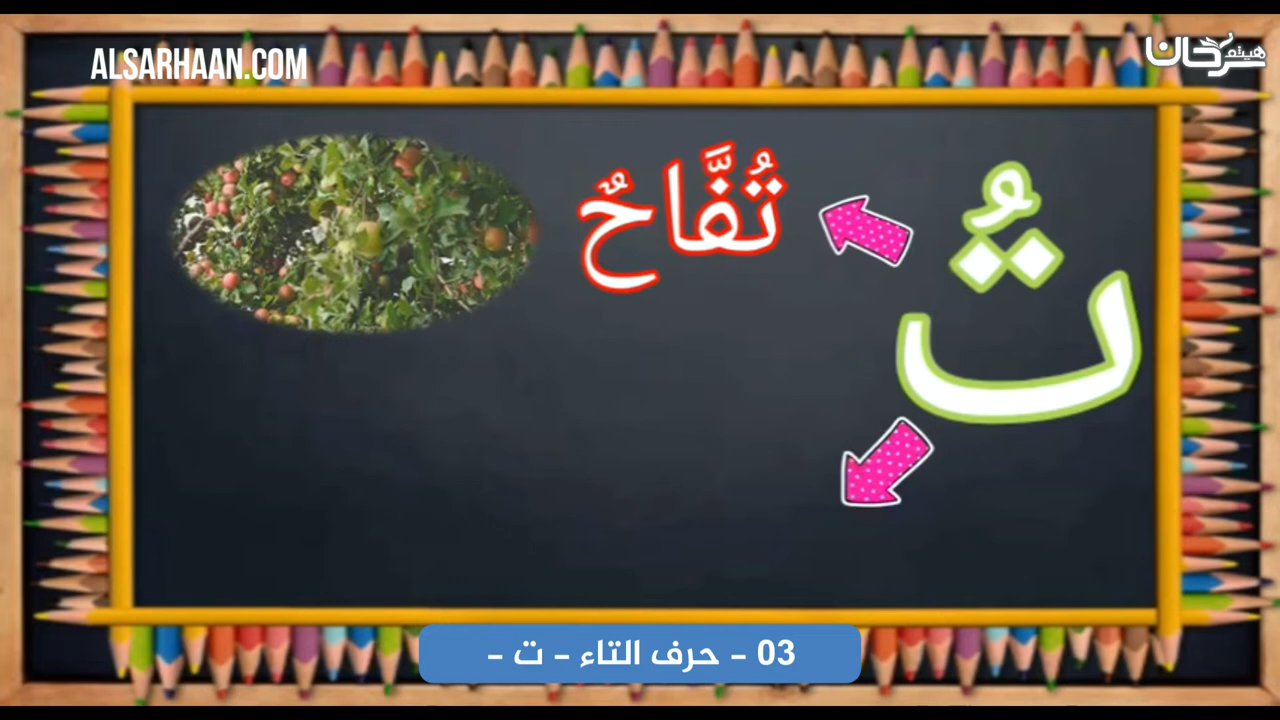 ALSARHAAN.COM
هيثم سرحان
تُ
تُفَّاحٌ
03 - حرف التاء - ت -